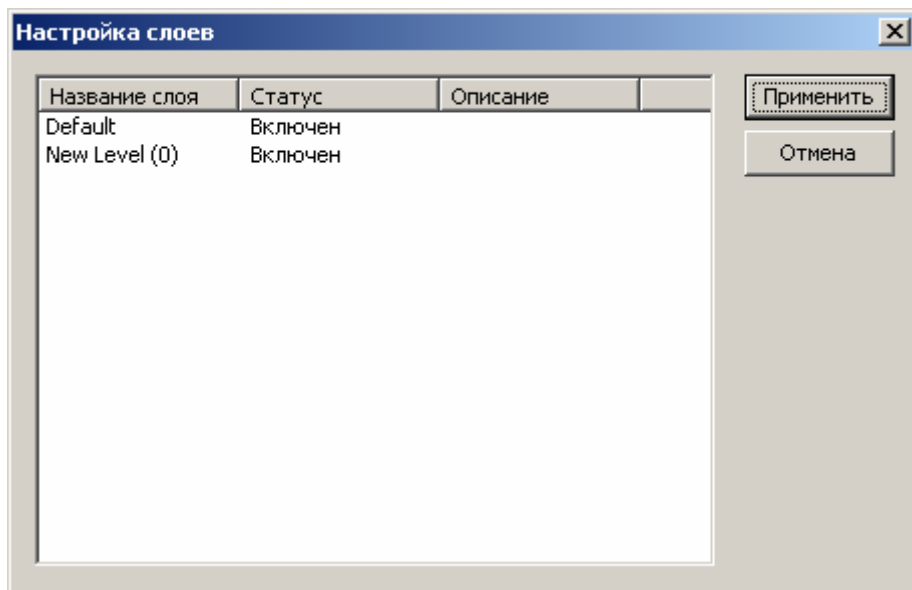 Настройка слоев
Название слоя Статус Описание
Default Включен
New Level (0) Включен
Применить
Отмена